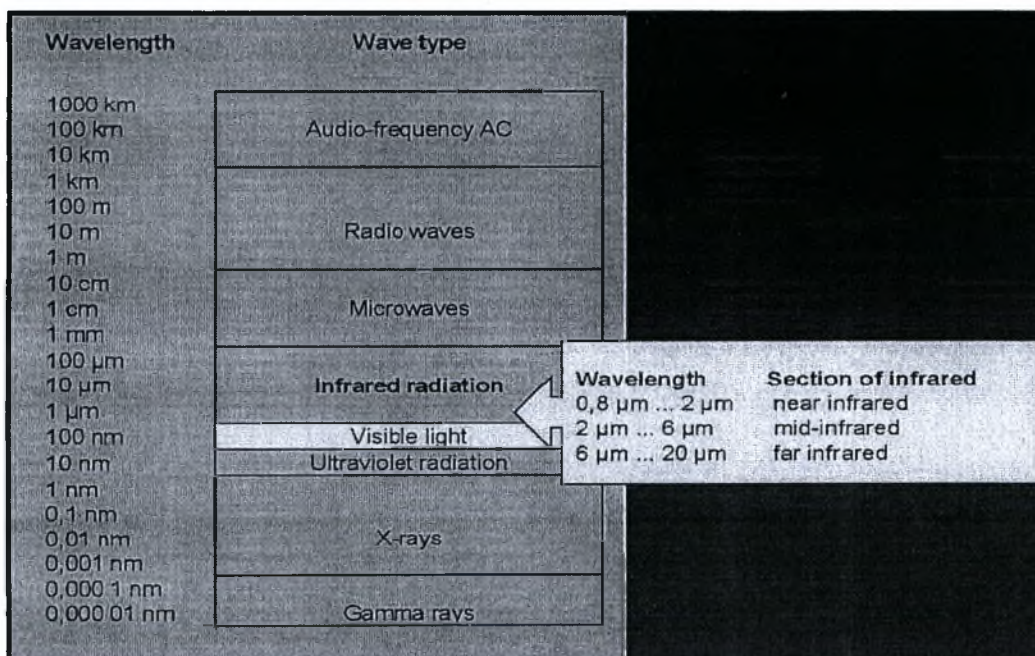 Wavelength Wave type
1000 km
100 km Audio-frequency AC
10 km
1 km
100 m
10 m Radio waves
1 m
10 cm
1 cm Microwaves
1 mm
100 µm
10 µm Infrared radiation
1 µm
100 nm Visible light
10 nm Ultraviolet radiation
1 nm
0,1 nm
0,01 nm X-rays
0,001 nm
0,000 1 nm
0,000 01 nm Gamma rays
Wavelength Section of infrared
0,8 µm ... 2 µm near infrared
2 µm ... 6 µm mid-infrared
6 µm ... 20 µm far infrared